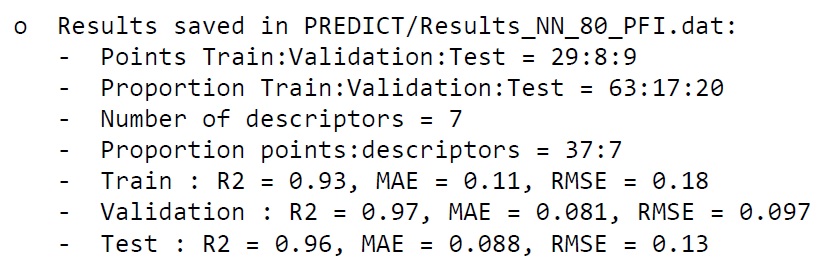 o Results saved in PREDICT/Results_NN_80_PFI.dat:
- Points Train:Validation:Test = 29:8:9
- Proportion Train:Validation:Test = 63:17:20
- Number of descriptors = 7
- Proportion points:descriptors = 37:7
- Train : R2 = 0.93, MAE = 0.11, RMSE = 0.18
- Validation : R2 = 0.97, MAE = 0.081, RMSE = 0.097
- Test : R2 = 0.96, MAE = 0.088, RMSE = 0.13